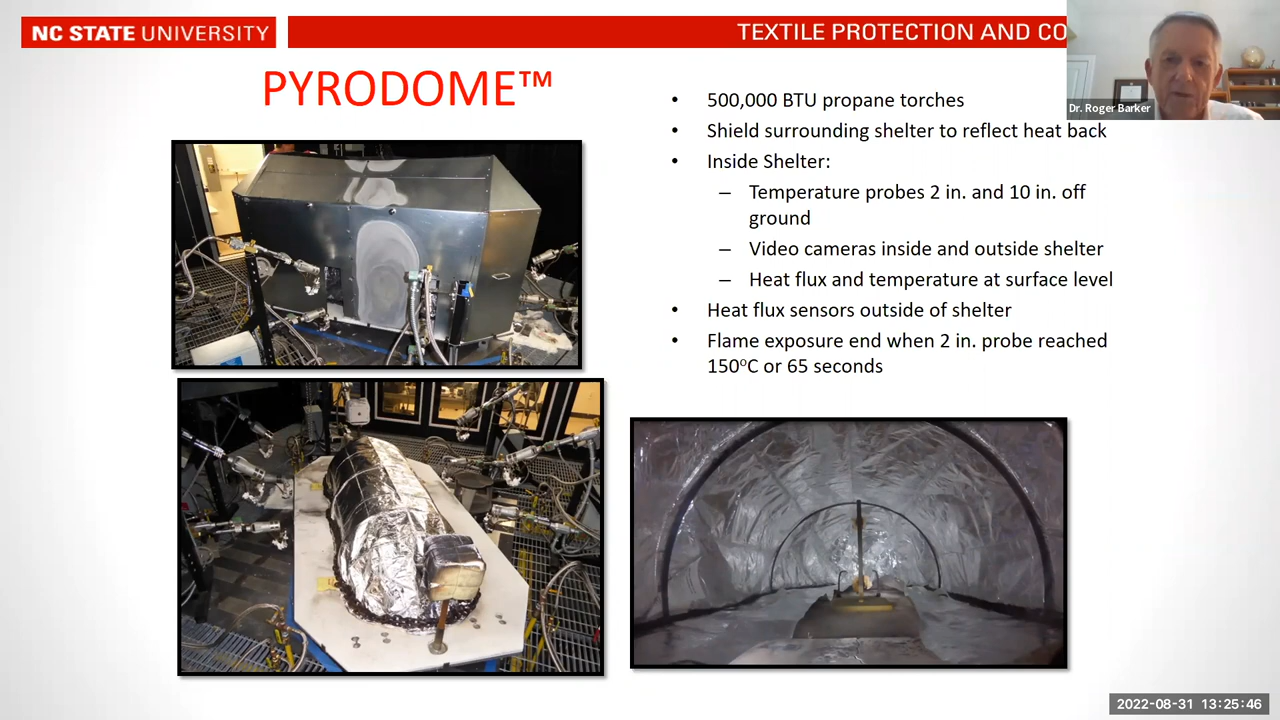 NC STATE UNIVERSITY
TEXTILE PROTECTION AND CO
PYRODOME™
• 500,000 BTU propane torches
• Shield surrounding shelter to reflect heat back
• Inside Shelter:
– Temperature probes 2 in. and 10 in. off
ground
– Video cameras inside and outside shelter
– Heat flux and temperature at surface level
• Heat flux sensors outside of shelter
• Flame exposure end when 2 in. probe reached
150°C or 65 seconds
Dr. Roger Barker
2022-08-31 13:25:46